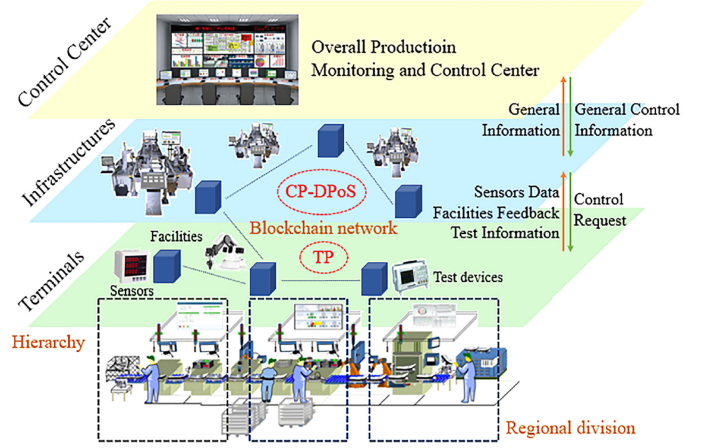 Control Center
Overall Productioin
Monitoring and Control Center
General
Information
General Control
Information
Infrastructures
CP-DPoS
Blockchain network
Sensors Data
Facilities Feedback
Test Information
Control
Request
Terminals
Facilities
TP
Sensors
Test devices
Hierarchy
Regional division